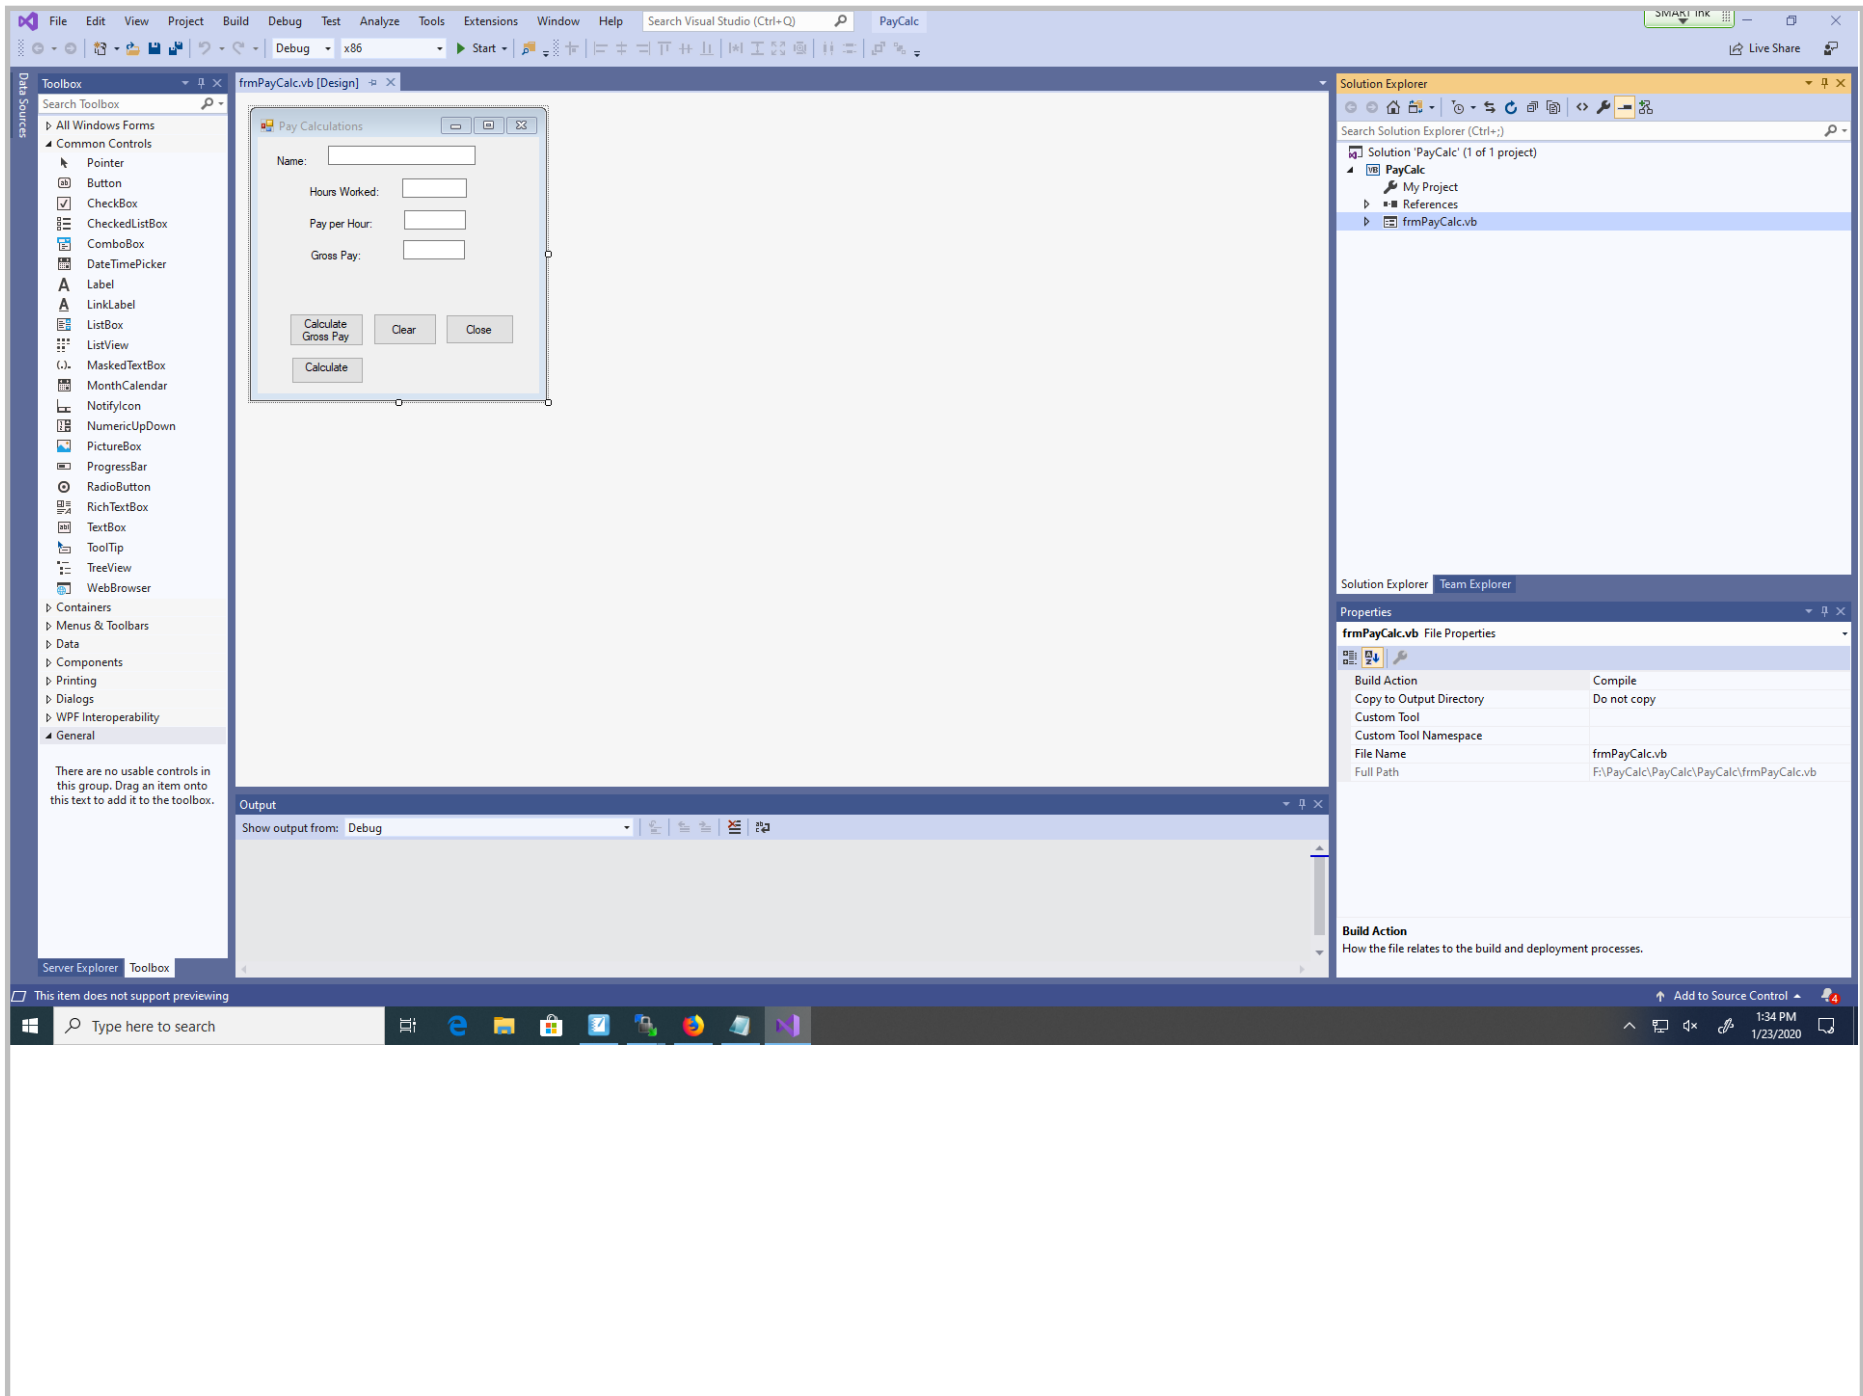 File Edit View Project Build Debug Test Analyze Tools Extensions Window Help Search Visual Studio (Ctrl+Q) PayCalc
SMART Ink
Debug x86 Start Live Share
Data Sources
Toolbox
Search Toolbox
All Windows Forms
Common Controls
Pointer
Button
CheckBox
CheckedListBox
ComboBox
DateTimePicker
Label
LinkLabel
ListBox
ListView
MaskedTextBox
MonthCalendar
NotifyIcon
NumericUpDown
PictureBox
ProgressBar
RadioButton
RichTextBox
TextBox
ToolTip
TreeView
WebBrowser
Containers
Menus & Toolbars
Data
Components
Printing
Dialogs
WPF Interoperability
General
There are no usable controls in
this group. Drag an item onto
this text to add it to the toolbox.
Server Explorer Toolbox
frmPayCalc.vb [Design]
Pay Calculations
Name:
Hours Worked:
Pay per Hour:
Gross Pay:
Calculate
Gross Pay
Clear
Close
Calculate
Output
Show output from: Debug
Solution Explorer
Search Solution Explorer (Ctrl+;)
Solution 'PayCalc' (1 of 1 project)
VB PayCalc
My Project
References
frmPayCalc.vb
Solution Explorer Team Explorer
Properties
frmPayCalc.vb File Properties
Build Action Compile
Copy to Output Directory Do not copy
Custom Tool
Custom Tool Namespace
File Name frmPayCalc.vb
Full Path F:\PayCalc\PayCalc\PayCalc\frmPayCalc.vb
Build Action
How the file relates to the build and deployment processes.
This item does not support previewing
Add to Source Control 4
Type here to search
1:34 PM
1/23/2020